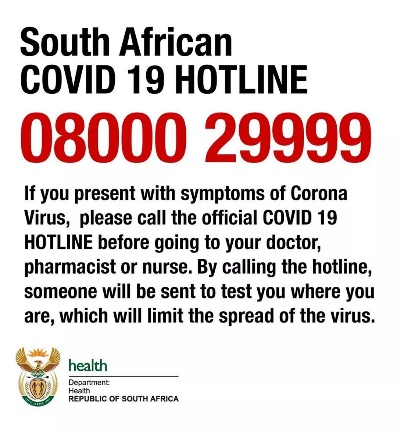 South African
COVID 19 HOTLINE
08000 29999
If you present with symptoms of Corona
Virus,  please call the official COVID 19
HOTLINE before going to your doctor,
pharmacist or nurse. By calling the hotline,
someone will be sent to test you where you
are, which will limit the spread of the virus.
health
Department:
Health
REPUBLIC OF SOUTH AFRICA